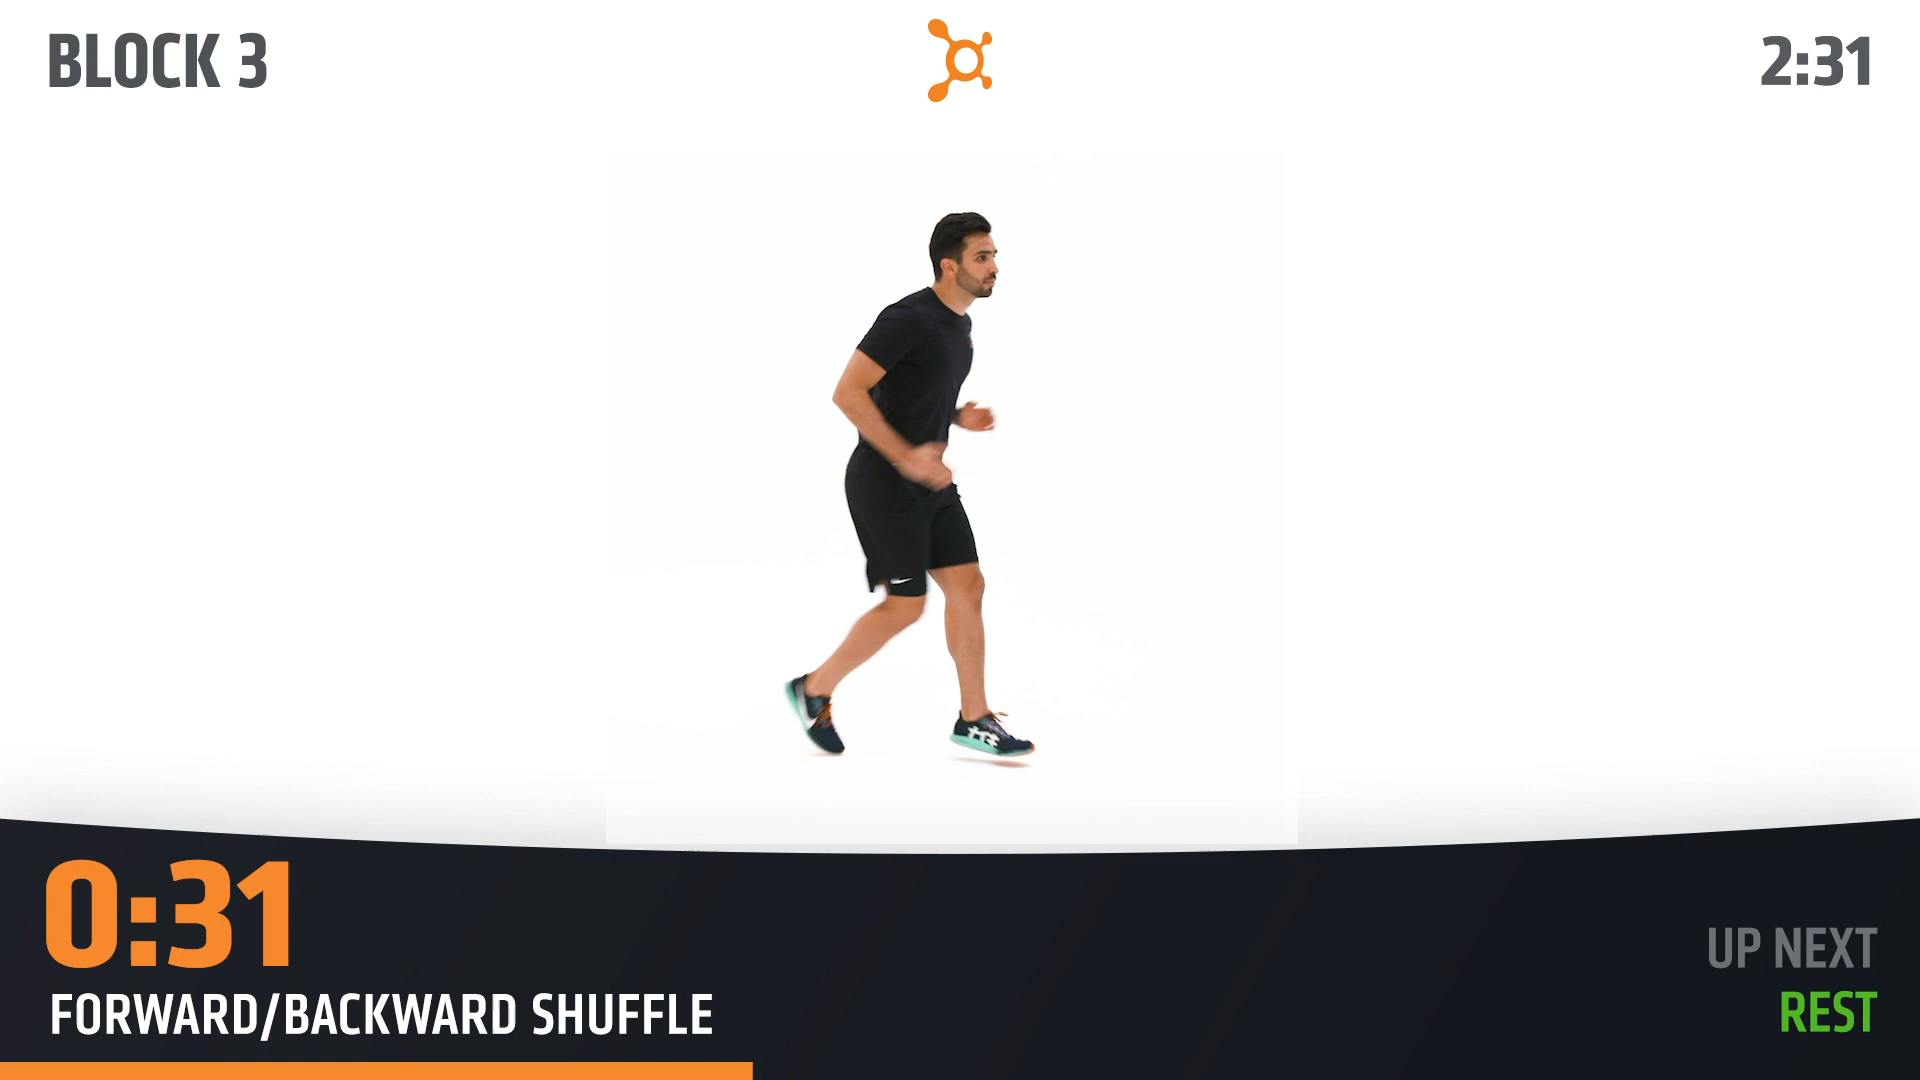 BLOCK 3
2:31
0:31
FORWARD/BACKWARD SHUFFLE
UP NEXT
REST